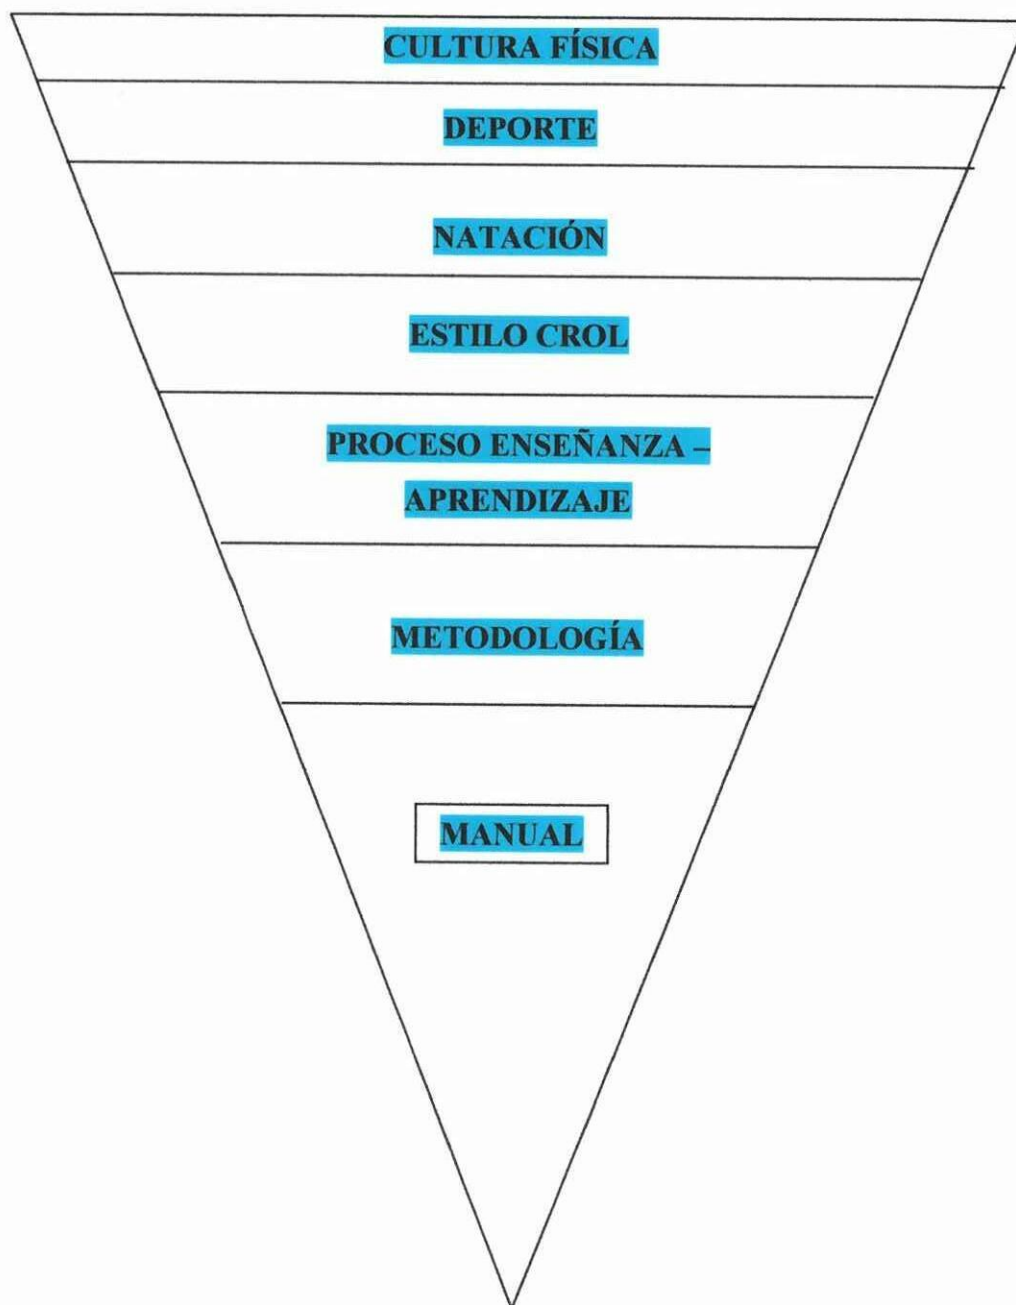 CULTURA FÍSICA
DEPORTE
NATACIÓN
ESTILO CROL
PROCESO ENSEÑANZA –
APRENDIZAJE
METODOLOGÍA
MANUAL